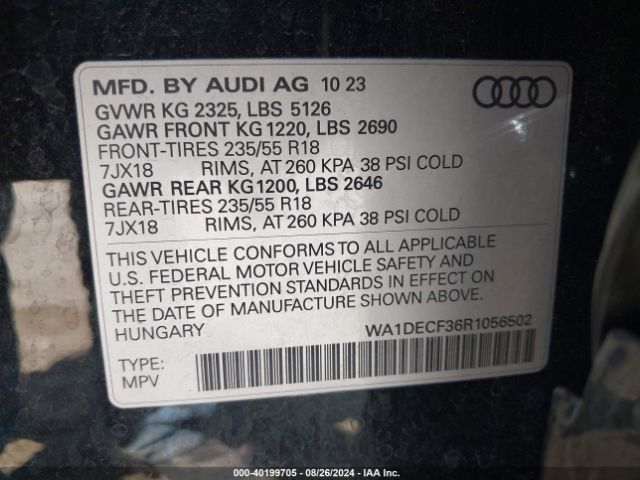 MFD. BY AUDI AG 10 23
GVWR KG 2325, LBS 5126
GAWR FRONT KG 1220, LBS 2690
FRONT-TIRES 235/55 R18
7JX18 RIMS, AT 260 KPA 38 PSI COLD
GAWR REAR KG 1200, LBS 2646
REAR-TIRES 235/55 R18
7JX18 RIMS, AT 260 KPA 38 PSI COLD
THIS VEHICLE CONFORMS TO ALL APPLICABLE
U.S. FEDERAL MOTOR VEHICLE SAFETY AND
THEFT PREVENTION STANDARDS IN EFFECT ON
THE DATE OF MANUFACTURE SHOWN ABOVE.
HUNGARY WA1DECF36R1056502
TYPE:
MPV
000-40199705 - 08/26/2024 - IAA Inc.